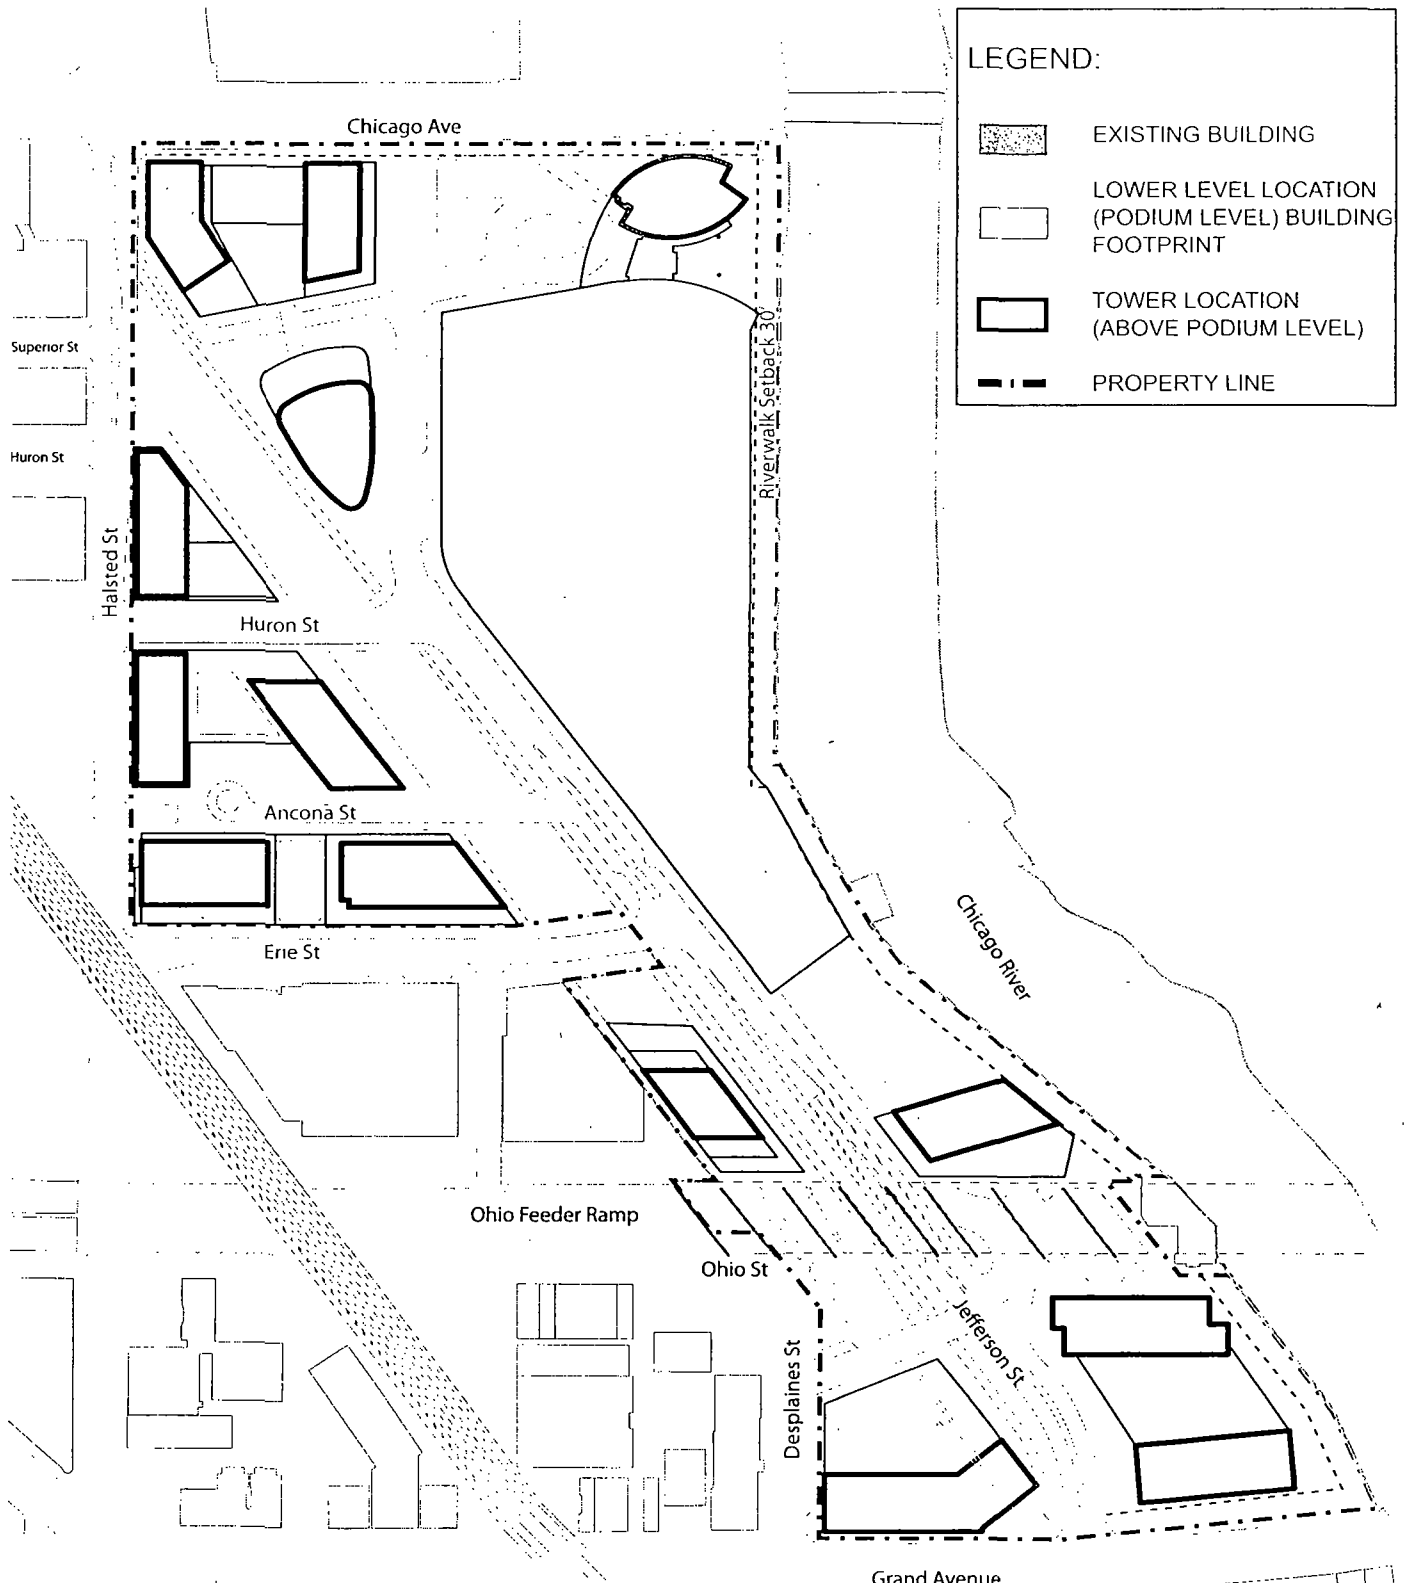 LEGEND:
EXISTING BUILDING
LOWER LEVEL LOCATION
(PODIUM LEVEL) BUILDING
FOOTPRINT
TOWER LOCATION
(ABOVE PODIUM LEVEL)
PROPERTY LINE
Chicago Ave
Superior St
Riverwalk Setback 30'
Huron St
Halsted St
Huron St
Ancona St
Erie St
Chicago River
Ohio Feeder Ramp
Ohio St
Jefferson St
Desplaines St
Grand Avenue